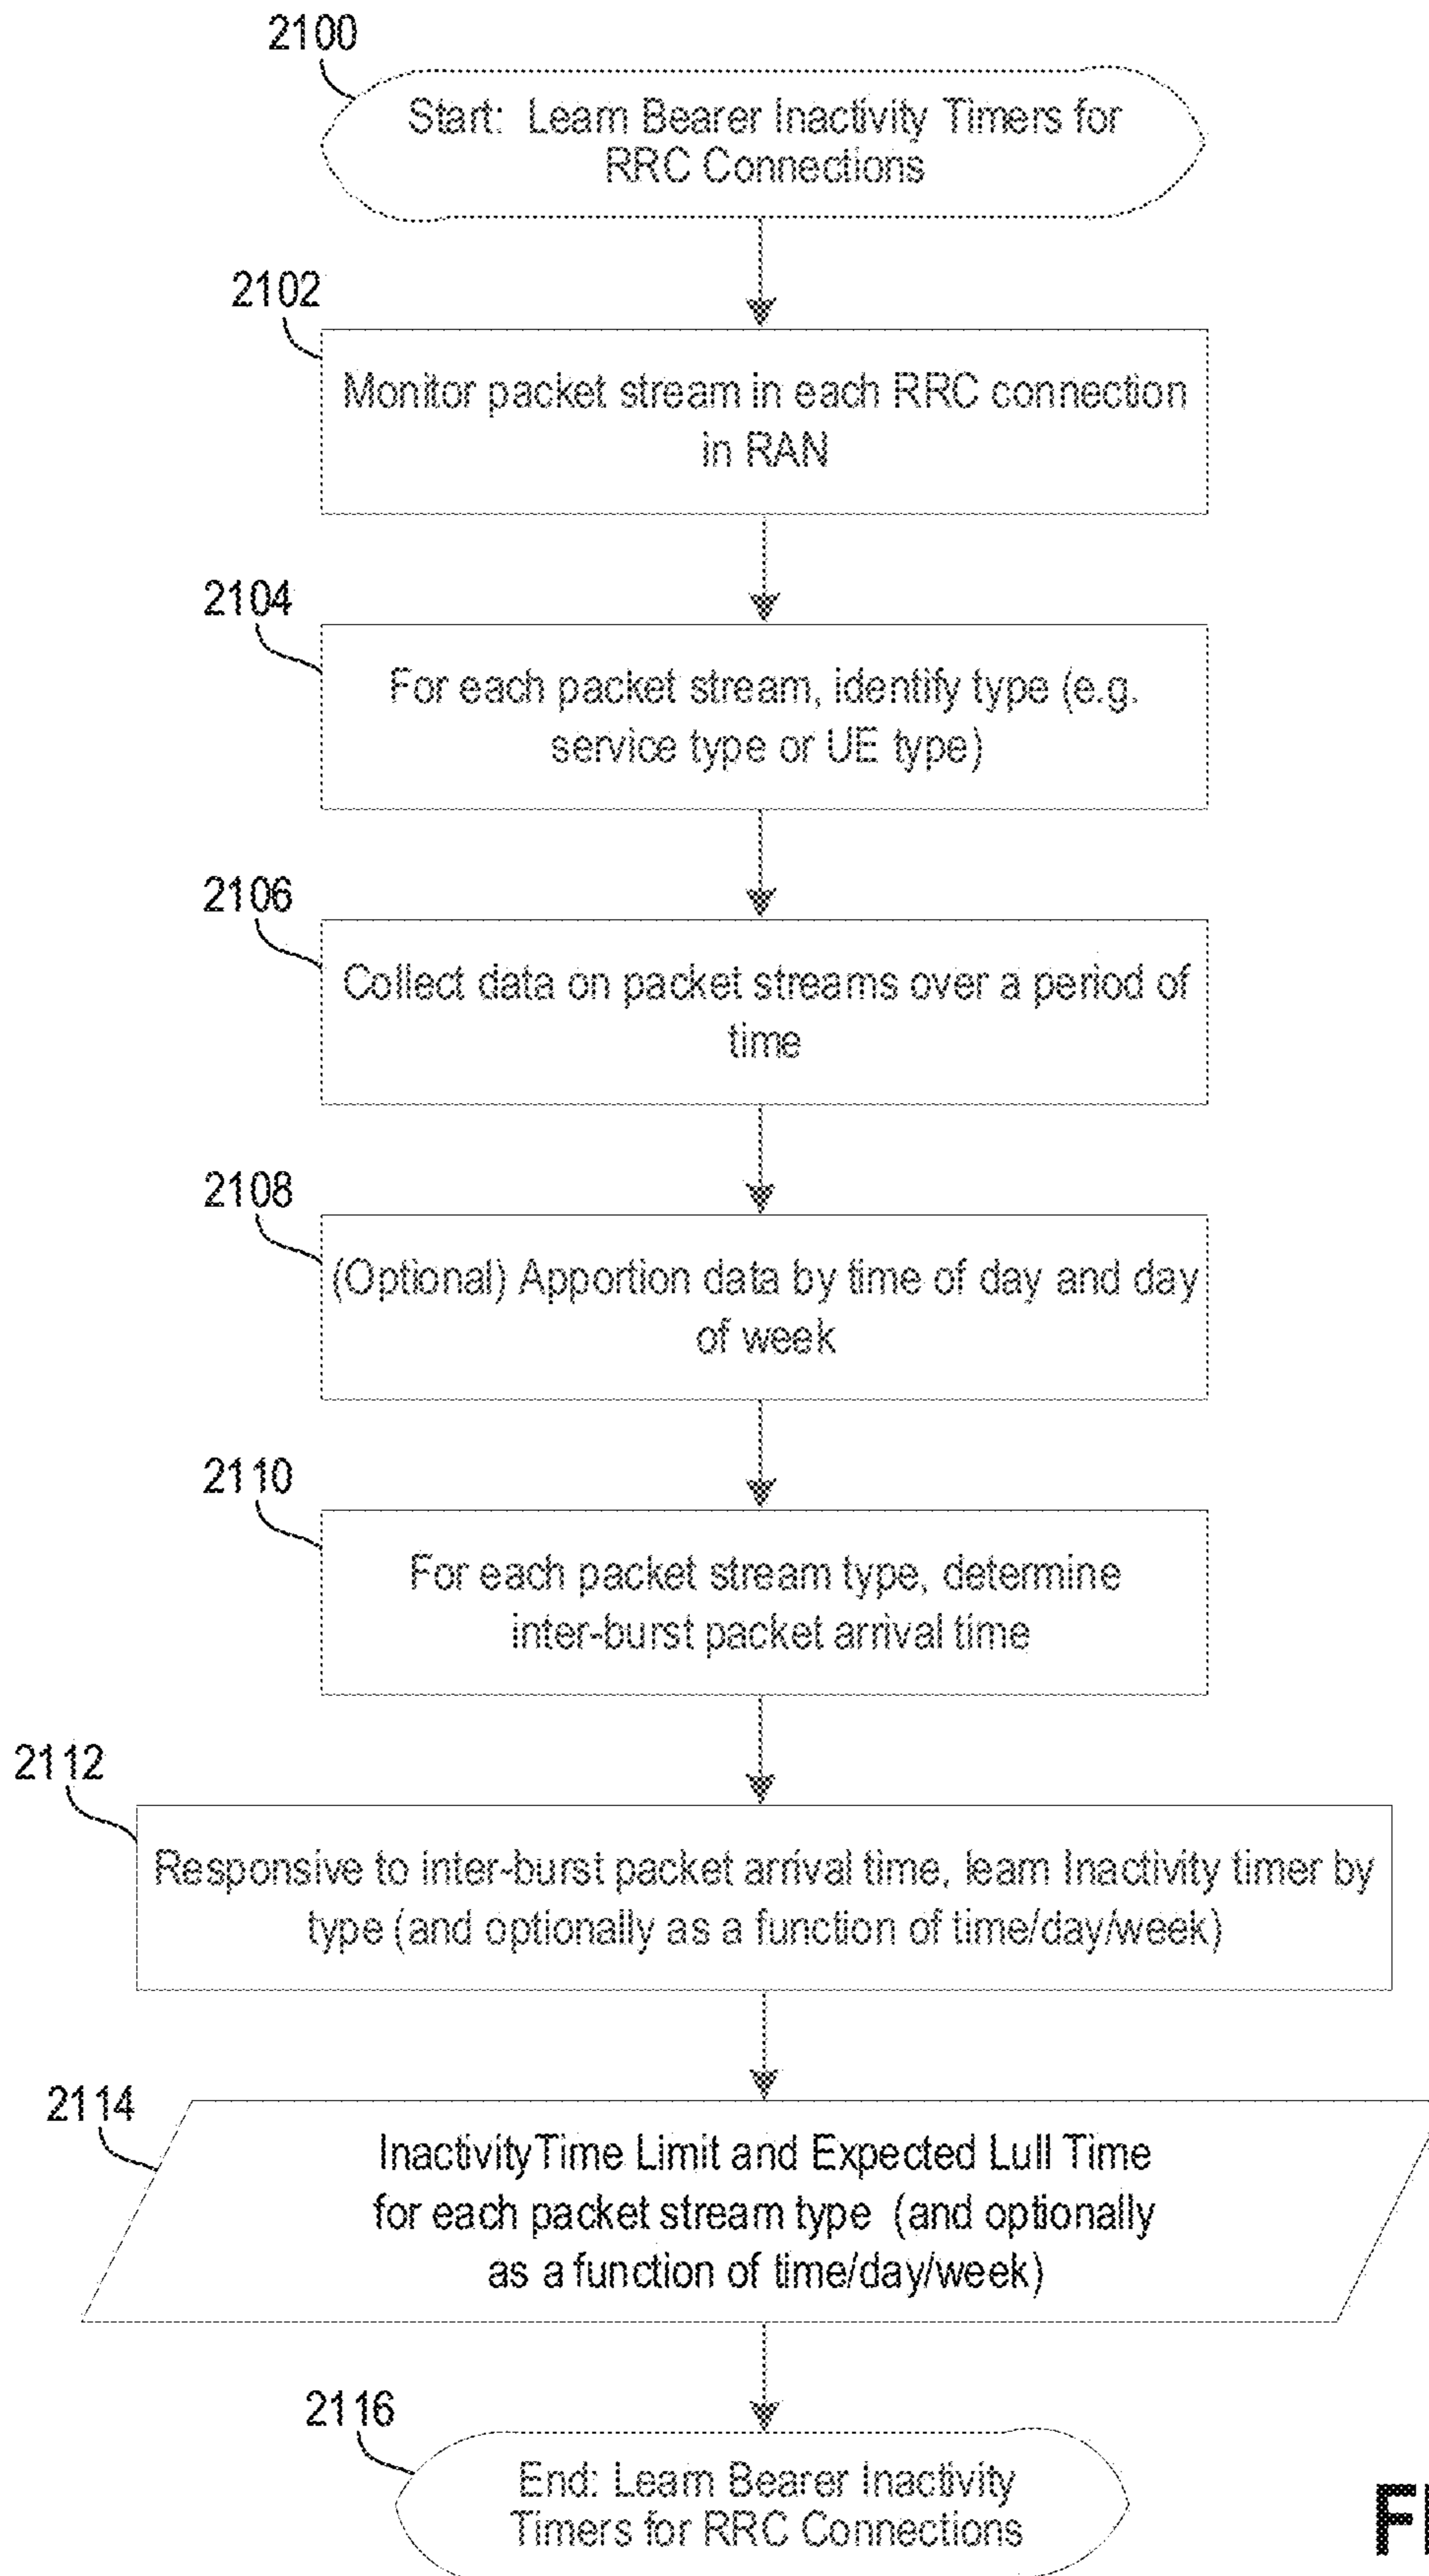 2100
Start: Learn Bearer Inactivity Timers for
RRC Connections
2102
Monitor packet stream in each RRC connection
in RAN
2104
For each packet stream, identify type (e.g.
service type or UE type)
2106
Collect data on packet streams over a period of
time
2108
(Optional) Apportion data by time of day and day
of week
2110
For each packet stream type, determine
inter-burst packet arrival time
2112
Responsive to inter-burst packet arrival time, learn Inactivity timer by
type (and optionally as a function of time/day/week)
2114
InactivityTime Limit and Expected Lull Time
for each packet stream type (and optionally
as a function of time/day/week)
2116
End: Learn Bearer Inactivity
Timers for RRC Connections